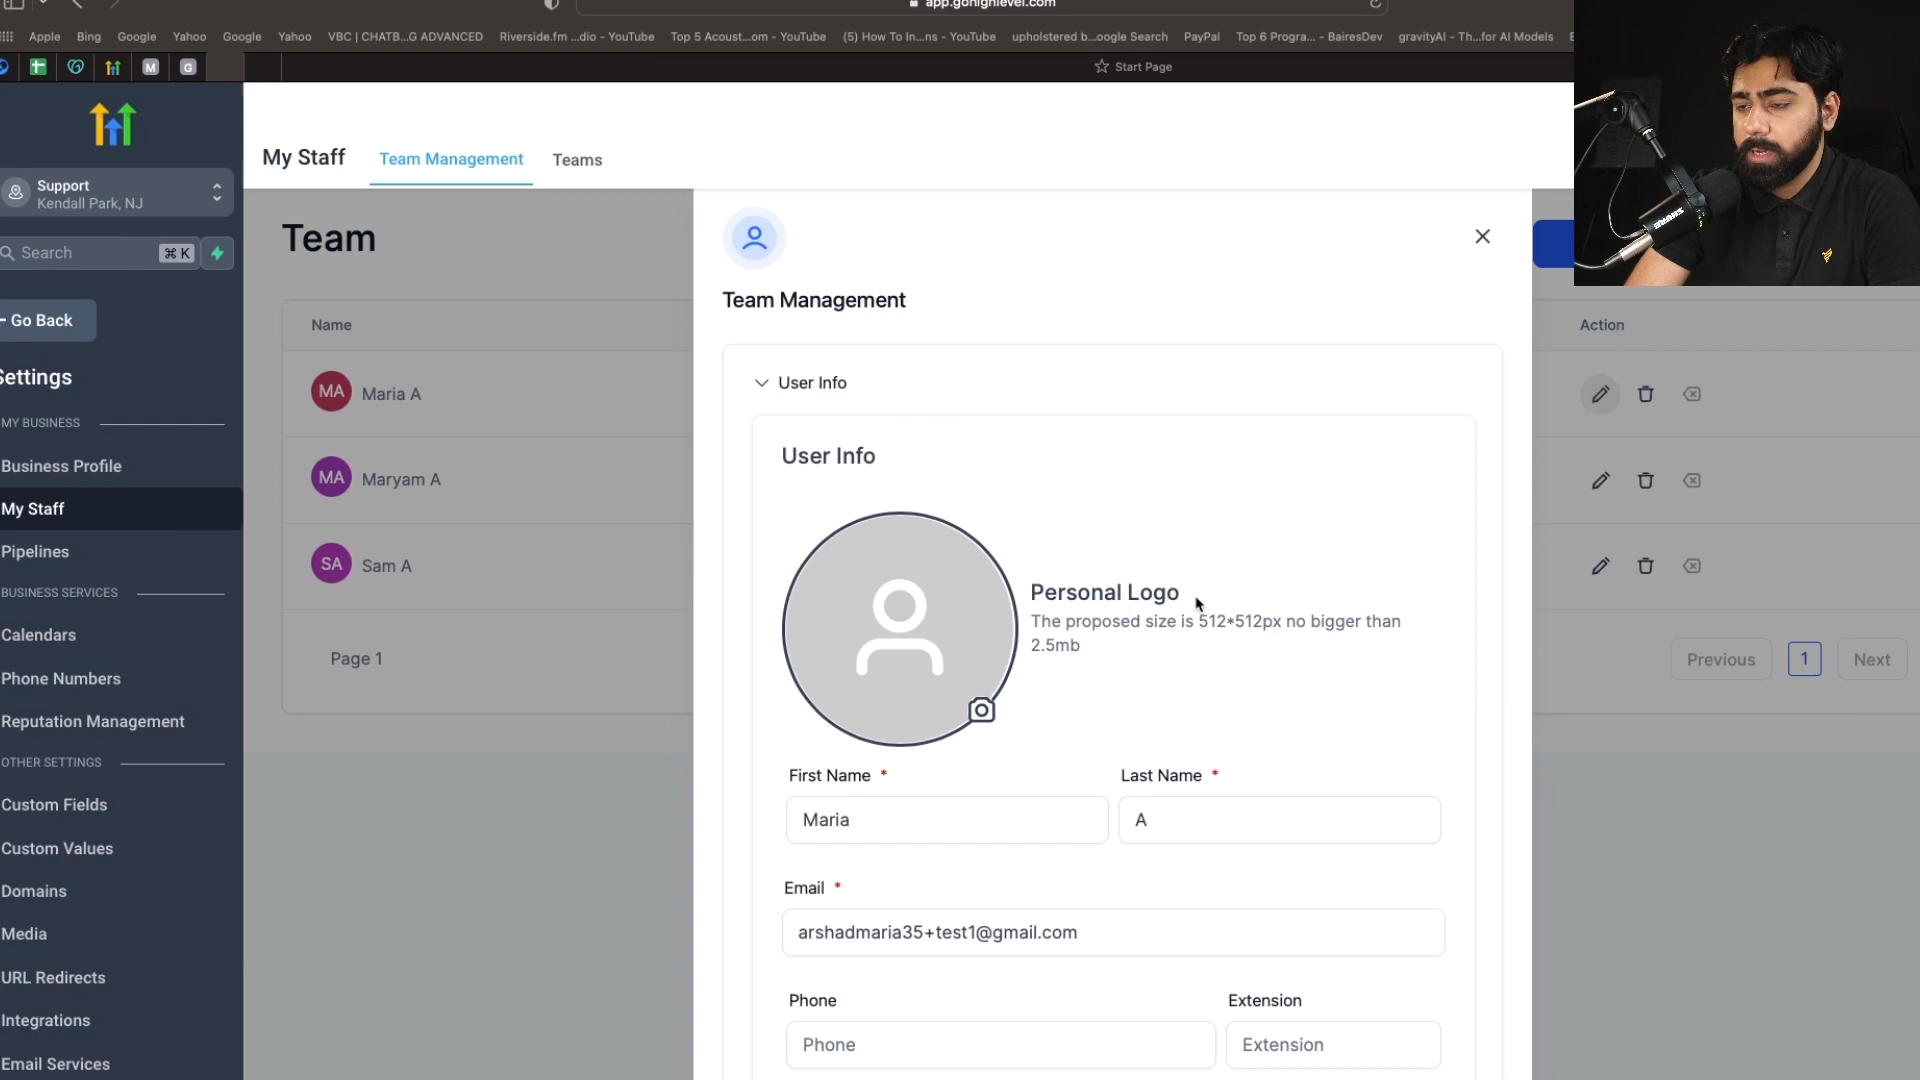 app.gohighlevel.com
Apple Bing Google Yahoo Google Yahoo VBC | CHATB...G ADVANCED Riverside.fm ...dio - YouTube Top 5 Acoust...om - YouTube (5) How To In...ns - YouTube upholstered b...oogle Search PayPal Top 6 Progra... - BairesDev gravityAI - Th...for AI Models
M G Start Page
My Staff Team Management Teams
Support
Kendall Park, NJ
Search ⌘ K
Go Back
Settings
MY BUSINESS
Business Profile
My Staff
Pipelines
BUSINESS SERVICES
Calendars
Phone Numbers
Reputation Management
OTHER SETTINGS
Custom Fields
Custom Values
Domains
Media
URL Redirects
Integrations
Email Services
Team
Name Action
MA Maria A
MA Maryam A
SA Sam A
Page 1 Previous 1 Next
Team Management
User Info
User Info
Personal Logo
The proposed size is 512*512px no bigger than
2.5mb
First Name * Last Name *
Maria A
Email *
arshadmaria35+test1@gmail.com
Phone Extension
Phone Extension
SHURE